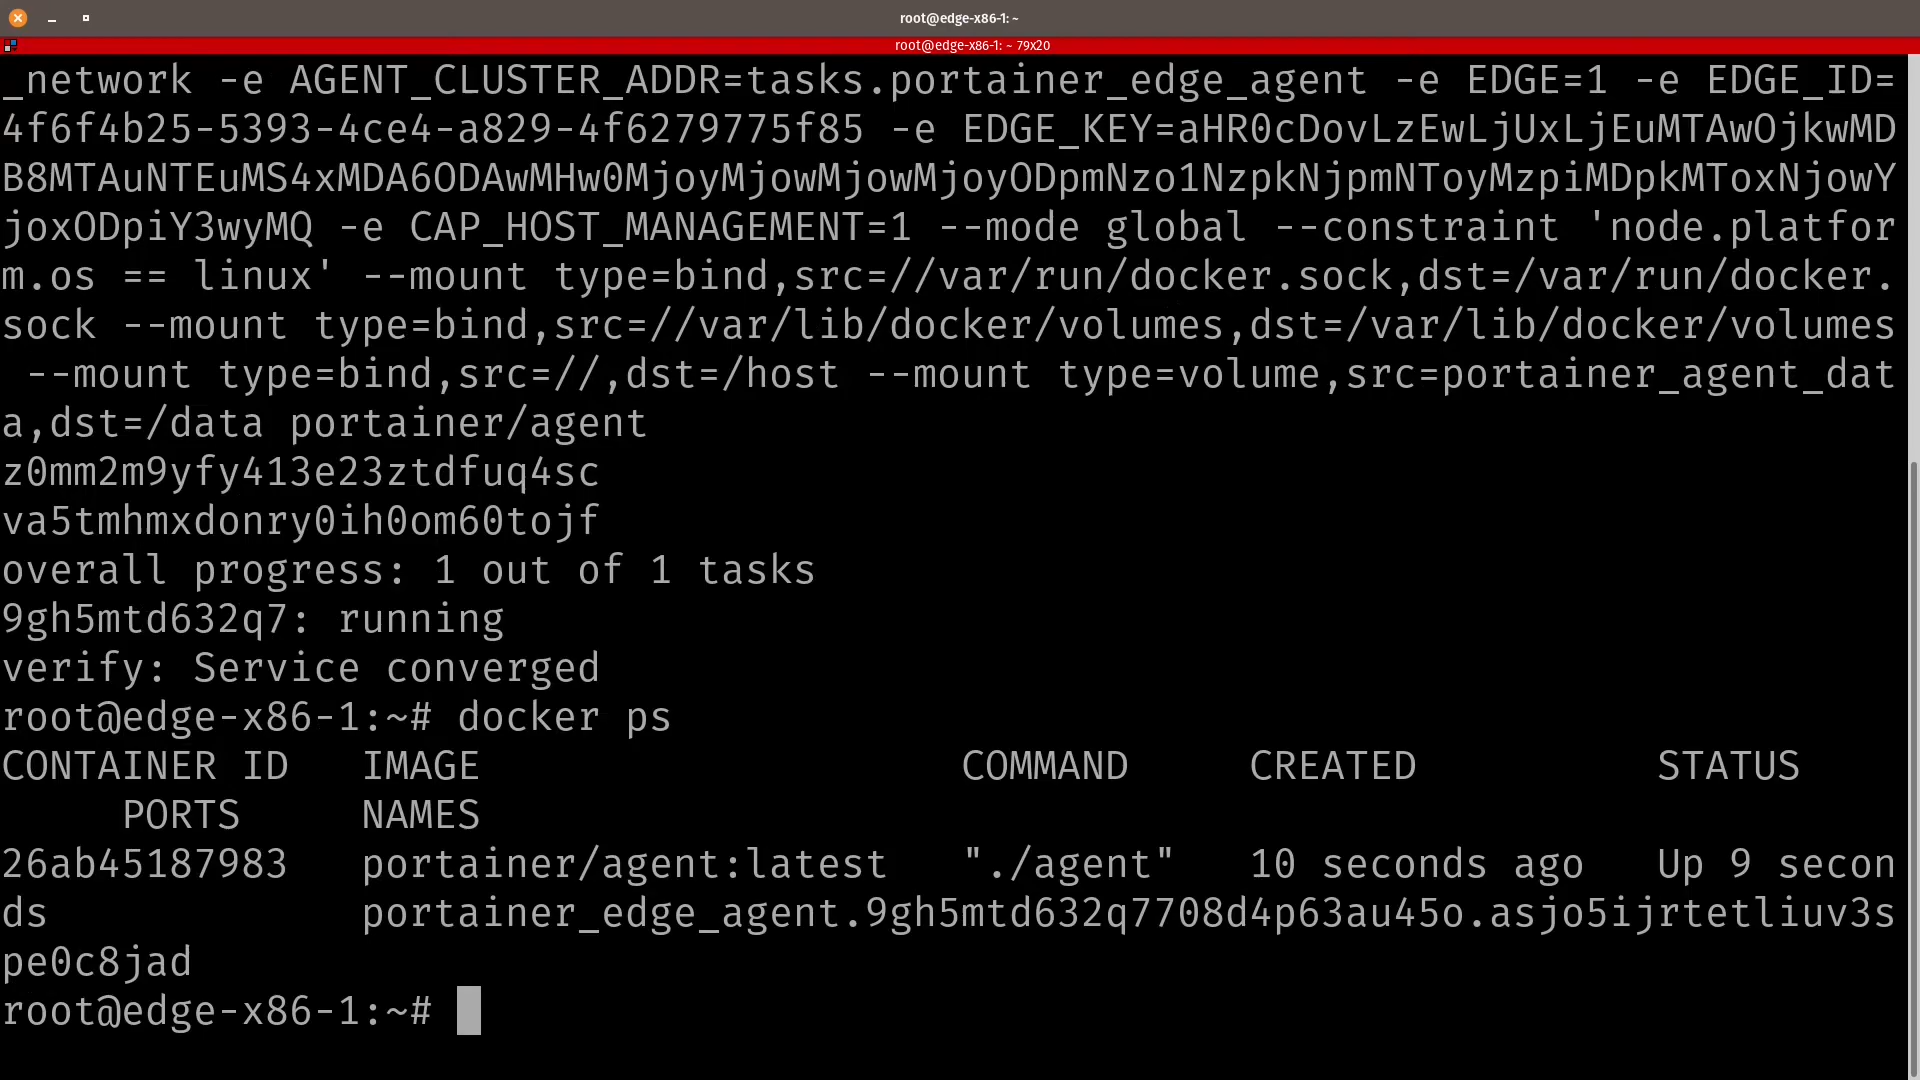 root@edge-x86-1: ~
root@edge-x86-1: ~ 79x20
_network -e AGENT_CLUSTER_ADDR=tasks.portainer_edge_agent -e EDGE=1 -e EDGE_ID=
4f6f4b25-5393-4ce4-a829-4f6279775f85 -e EDGE_KEY=aHR0cDovLzEwLjUxLjEuMTAwOjkwMD
B8MTAuNTEuMS4xMDA6ODAwMHw0MjoyMjowMjowMjoyODpmNzo1NzpkNjpmNToyMzpiMDpkMToxNjowY
joxODpiY3wyMQ -e CAP_HOST_MANAGEMENT=1 --mode global --constraint 'node.platfor
m.os == linux' --mount type=bind,src=//var/run/docker.sock,dst=/var/run/docker.
sock --mount type=bind,src=//var/lib/docker/volumes,dst=/var/lib/docker/volumes
 --mount type=bind,src=//,dst=/host --mount type=volume,src=portainer_agent_dat
a,dst=/data portainer/agent
z0mm2m9yfy413e23ztdfuq4sc
va5tmhmxdonry0ih0om60tojf
overall progress: 1 out of 1 tasks
9gh5mtd632q7: running
verify: Service converged
root@edge-x86-1:~# docker ps
CONTAINER ID   IMAGE                    COMMAND     CREATED          STATUS
     PORTS     NAMES
26ab45187983   portainer/agent:latest   "./agent"   10 seconds ago   Up 9 secon
ds             portainer_edge_agent.9gh5mtd632q7708d4p63au45o.asjo5ijrtetliuv3s
pe0c8jad
root@edge-x86-1:~#